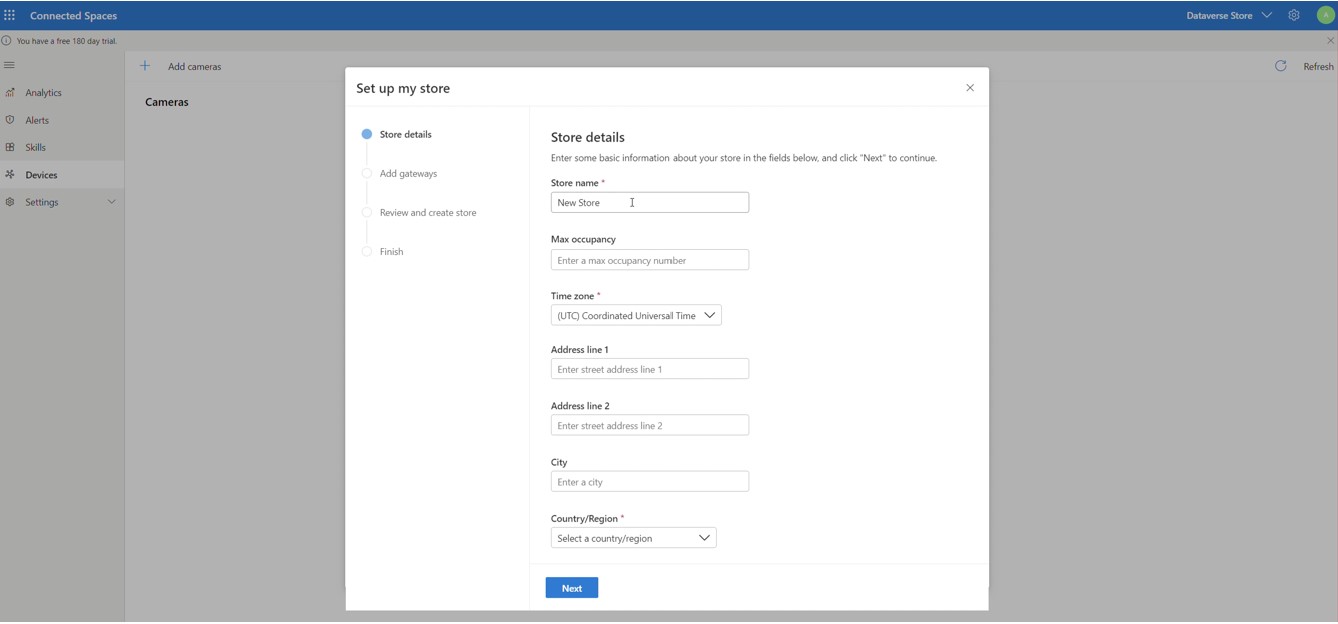 Connected Spaces
Dataverse Store
A
You have a free 180 day trial.
Analytics
Alerts
Skills
Devices
Settings
Add cameras
Refresh
Cameras
Set up my store
Store details
Add gateways
Review and create store
Finish
Store details
Enter some basic information about your store in the fields below, and click "Next" to continue.
Store name *
New Store
Max occupancy
Enter a max occupancy number
Time zone *
(UTC) Coordinated Universall Time
Address line 1
Enter street address line 1
Address line 2
Enter street address line 2
City
Enter a city
Country/Region *
Select a country/region
Next